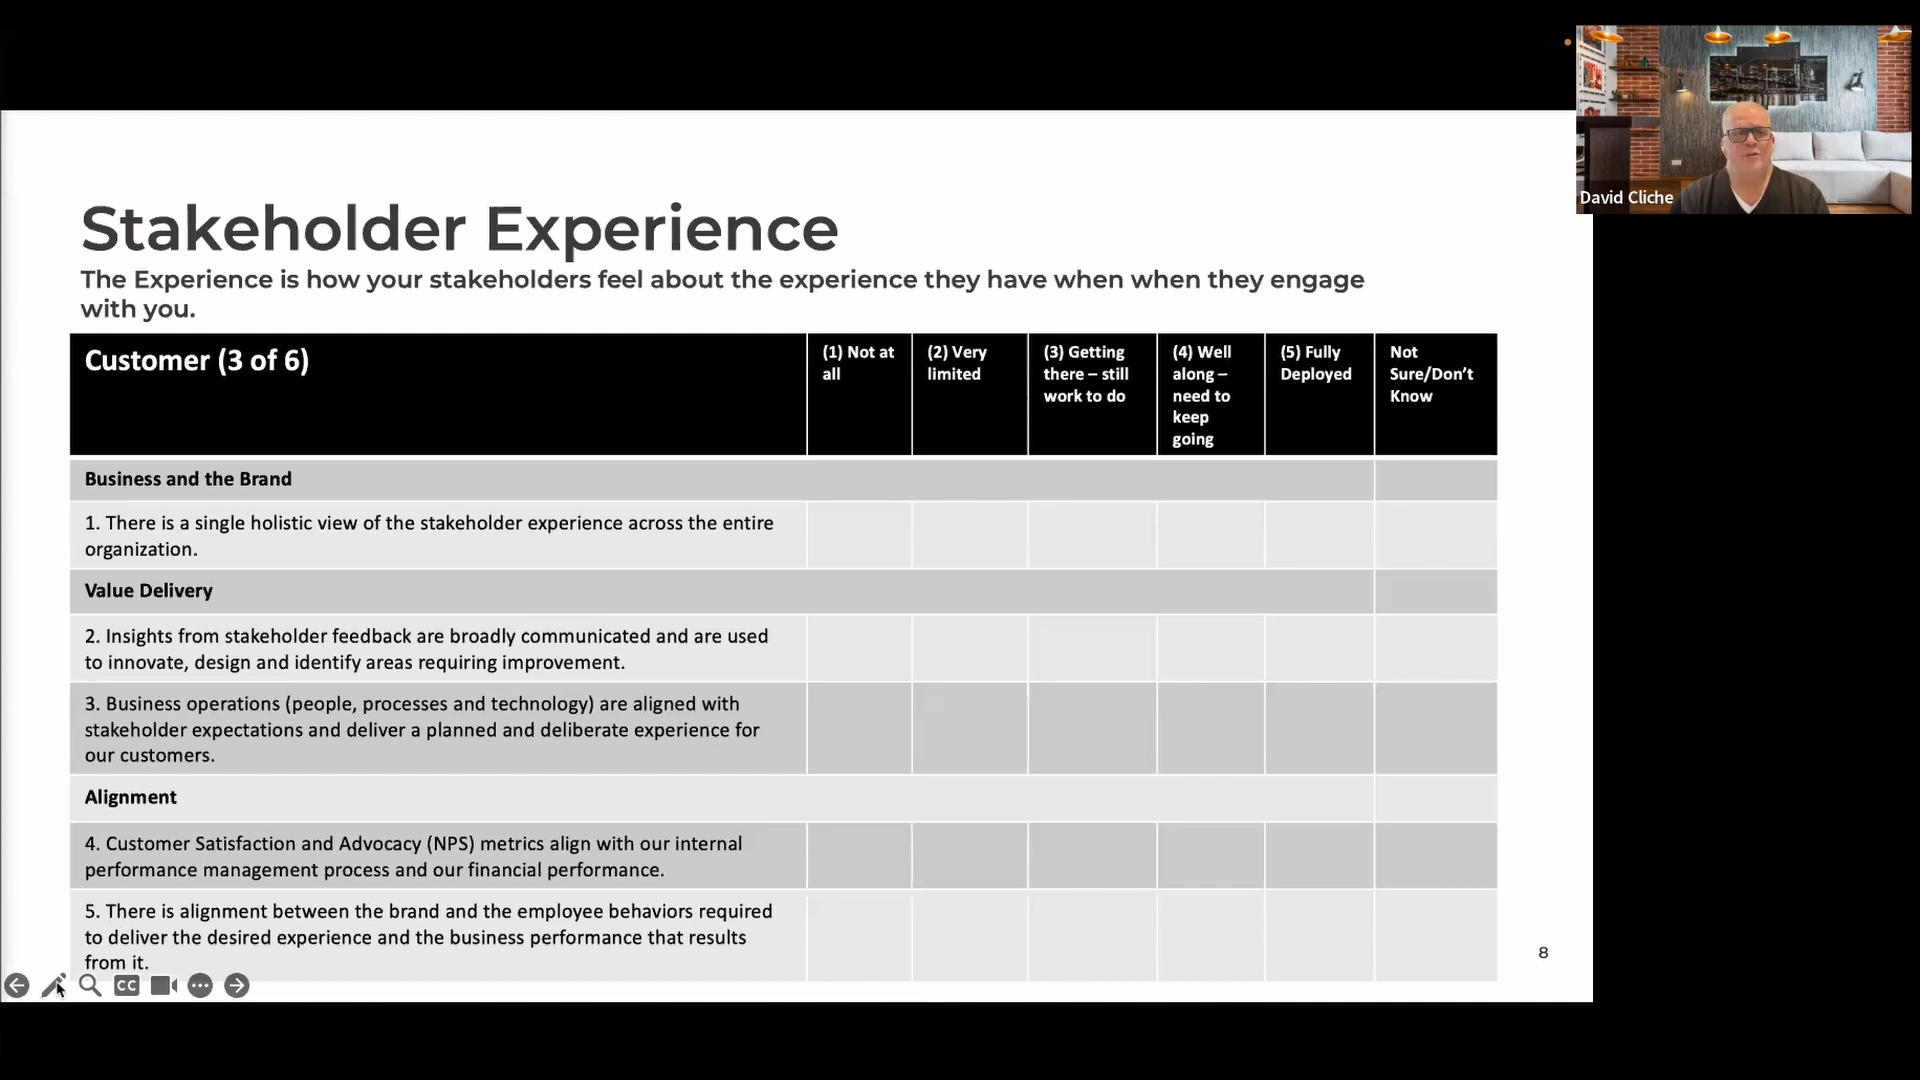 David Cliche
Stakeholder Experience
The Experience is how your stakeholders feel about the experience they have when when they engage
with you.
Customer (3 of 6)
(1) Not at
all
(2) Very
limited
(3) Getting
there – still
work to do
(4) Well
along –
need to
keep
going
(5) Fully
Deployed
Not
Sure/Don't
Know
Business and the Brand
1. There is a single holistic view of the stakeholder experience across the entire
organization.
Value Delivery
2. Insights from stakeholder feedback are broadly communicated and are used
to innovate, design and identify areas requiring improvement.
3. Business operations (people, processes and technology) are aligned with
stakeholder expectations and deliver a planned and deliberate experience for
our customers.
Alignment
4. Customer Satisfaction and Advocacy (NPS) metrics align with our internal
performance management process and our financial performance.
5. There is alignment between the brand and the employee behaviors required
to deliver the desired experience and the business performance that results
from it.
8
CC